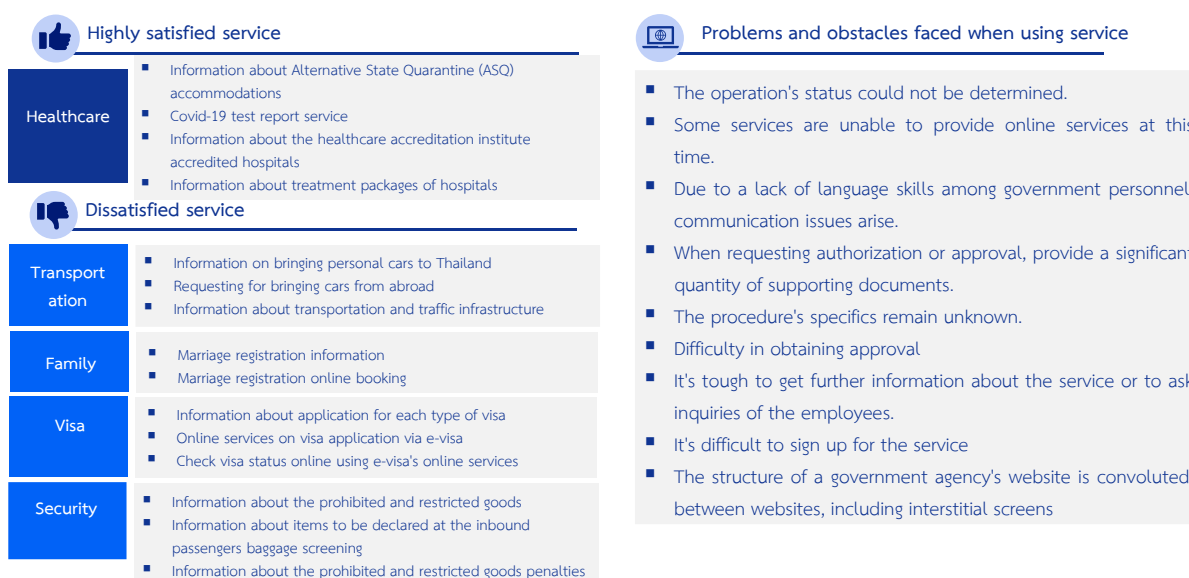 Highly satisfied service
Healthcare
Information about Alternative State Quarantine (ASQ)
accommodations
Covid-19 test report service
Information about the healthcare accreditation institute
accredited hospitals
Information about treatment packages of hospitals
Dissatisfied service
Transport
ation
Information on bringing personal cars to Thailand
Requesting for bringing cars from abroad
Information about transportation and traffic infrastructure
Family
Marriage registration information
Marriage registration online booking
Visa
Information about application for each type of visa
Online services on visa application via e-visa
Check visa status online using e-visa's online services
Security
Information about the prohibited and restricted goods
Information about items to be declared at the inbound
passengers baggage screening
Information about the prohibited and restricted goods penalties
Problems and obstacles faced when using service
The operation's status could not be determined.
Some services are unable to provide online services at this
time.
Due to a lack of language skills among government personnel
communication issues arise.
When requesting authorization or approval, provide a significant
quantity of supporting documents.
The procedure's specifics remain unknown.
Difficulty in obtaining approval
It's tough to get further information about the service or to ask
inquiries of the employees.
It's difficult to sign up for the service
The structure of a government agency's website is convoluted
between websites, including interstitial screens